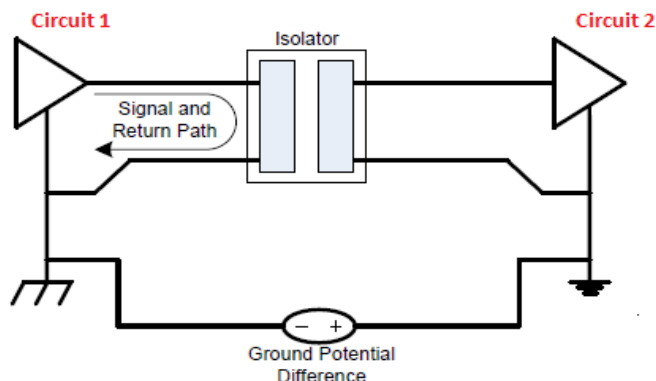 Circuit 1
Circuit 2
Isolator
Signal and
Return Path
− +
Ground Potential
Difference